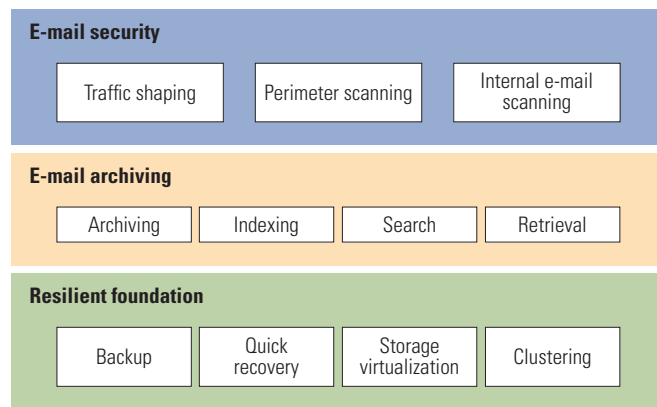 E-mail security
Traffic shaping
Perimeter scanning
Internal e-mail
scanning
E-mail archiving
Archiving
Indexing
Search
Retrieval
Resilient foundation
Backup
Quick
recovery
Storage
virtualization
Clustering